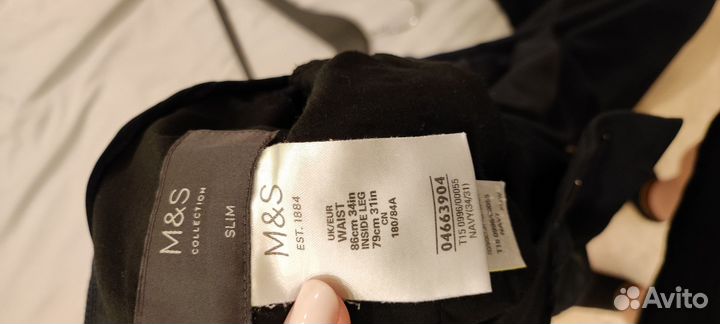 M&S
COLLECTION
SLIM
M&S
EST. 1884
UK/EUR
WAIST
86cm 34in
INSIDE LEG
79cm 31in
CN
180/84A
04663904
T15 0996/00055
NAVY(34/31)
Avito